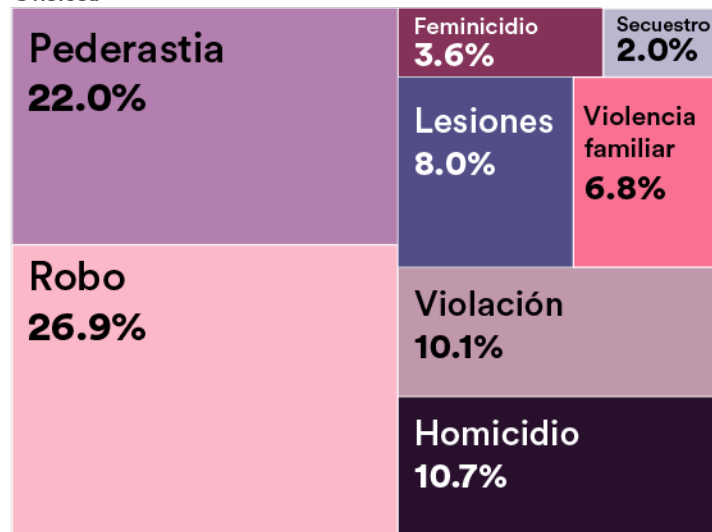 Pederastia
22.0%
Feminicidio
3.6%
Secuestro
2.0%
Lesiones
8.0%
Violencia
familiar
6.8%
Robo
26.9%
Violación
10.1%
Homicidio
10.7%